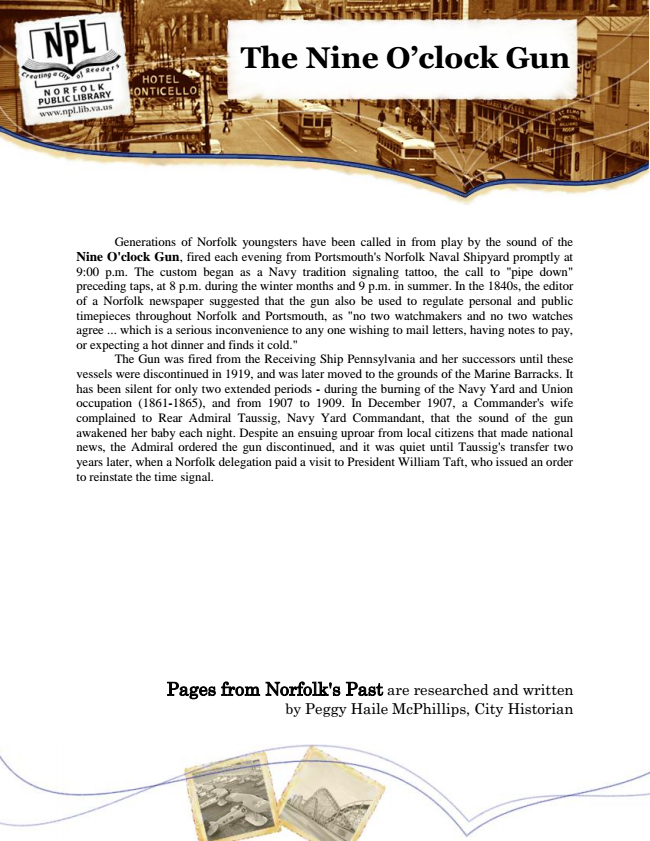 NPL
Creating a City of Readers
NORFOLK
PUBLIC LIBRARY
www.npl.lib.va.us
HOTEL
MONTICELLO
The Nine O'clock Gun
Generations of Norfolk youngsters have been called in from play by the sound of the
Nine O'clock Gun, fired each evening from Portsmouth's Norfolk Naval Shipyard promptly at
9:00 p.m. The custom began as a Navy tradition signaling tattoo, the call to "pipe down"
preceding taps, at 8 p.m. during the winter months and 9 p.m. in summer. In the 1840s, the editor
of a Norfolk newspaper suggested that the gun also be used to regulate personal and public
timepieces throughout Norfolk and Portsmouth, as "no two watchmakers and no two watches
agree ... which is a serious inconvenience to any one wishing to mail letters, having notes to pay,
or expecting a hot dinner and finds it cold."
The Gun was fired from the Receiving Ship Pennsylvania and her successors until these
vessels were discontinued in 1919, and was later moved to the grounds of the Marine Barracks. It
has been silent for only two extended periods - during the burning of the Navy Yard and Union
occupation (1861-1865), and from 1907 to 1909. In December 1907, a Commander's wife
complained to Rear Admiral Taussig, Navy Yard Commandant, that the sound of the gun
awakened her baby each night. Despite an ensuing uproar from local citizens that made national
news, the Admiral ordered the gun discontinued, and it was quiet until Taussig's transfer two
years later, when a Norfolk delegation paid a visit to President William Taft, who issued an order
to reinstate the time signal.
Pages from Norfolk's Past are researched and written
by Peggy Haile McPhillips, City Historian